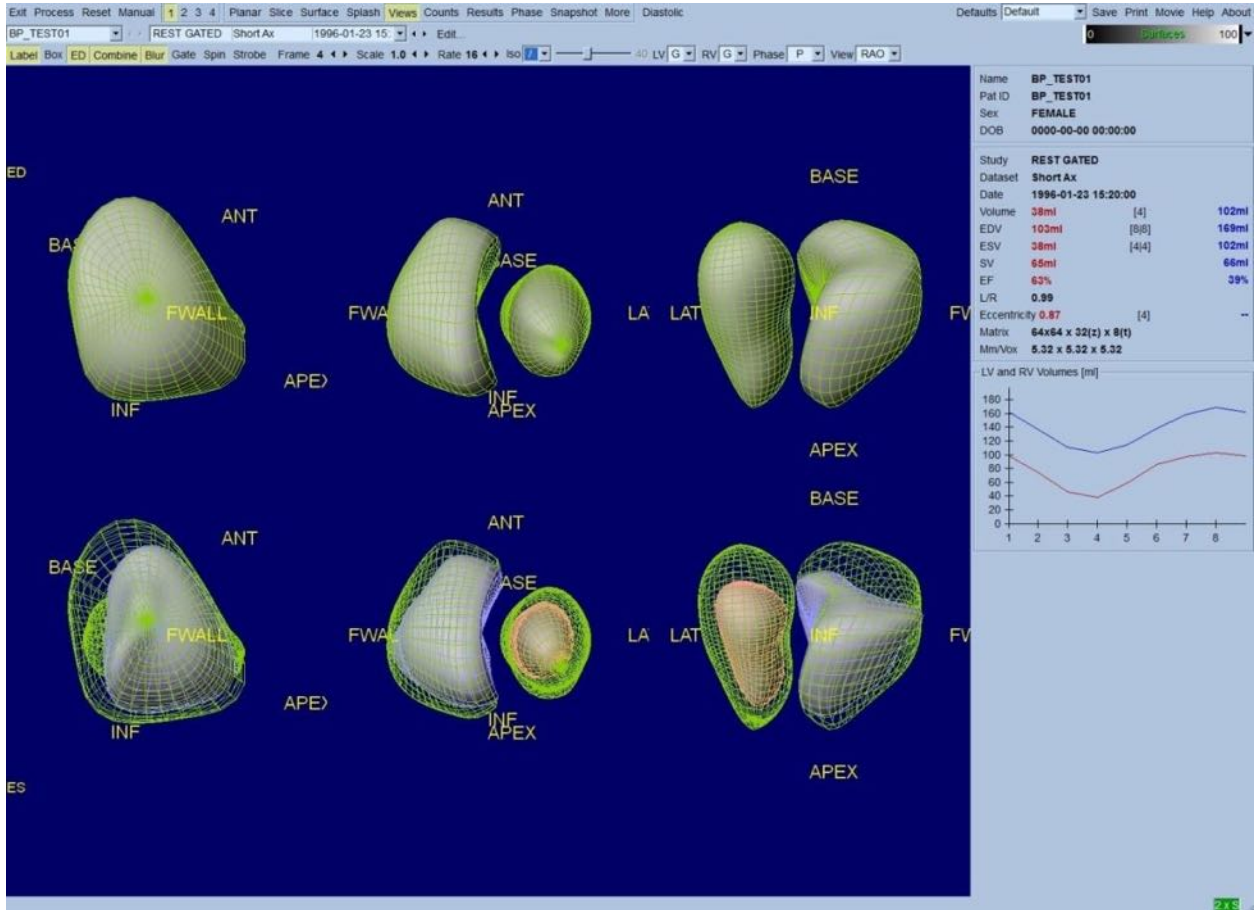 Exit Process Reset Manual 1 2 3 4 Planar Slice Surface Splash Views Counts Results Phase Snapshot More Diastolic Defaults Default Save Print Movie Help About
BP_TEST01 REST GATED Short Ax 1996-01-23 15: Edit... 0 Surfaces 100
Label Box ED Combine Blur Gate Spin Strobe Frame 4 Scale 1.0 Rate 16 Iso 40 LV G RV G Phase P View RAO
Name BP_TEST01
Pat ID BP_TEST01
Sex FEMALE
DOB 0000-00-00 00:00:00
Study REST GATED
Dataset Short Ax
Date 1996-01-23 15:20:00
Volume 38ml [4] 102ml
EDV 103ml [8|8] 169ml
ESV 38ml [4|4] 102ml
SV 65ml 66ml
EF 63% 39%
L/R 0.99
Eccentricity 0.87 [4] --
Matrix 64x64 x 32(z) x 8(t)
Mm/Vox 5.32 x 5.32 x 5.32
LV and RV Volumes [ml]
180
160
140
120
100
80
60
40
20
0
1 2 3 4 5 6 7 8
ED
BASE
ANT ANT
BA BASE
FWALL FWA LA LAT INF FV
APEX
INF INF
APEX
APEX
BASE
ANT ANT
BASE BASE
FWALL FWAL LA LAT INF FV
APEX
INF INF
APEX
APEX
ES
2 x S